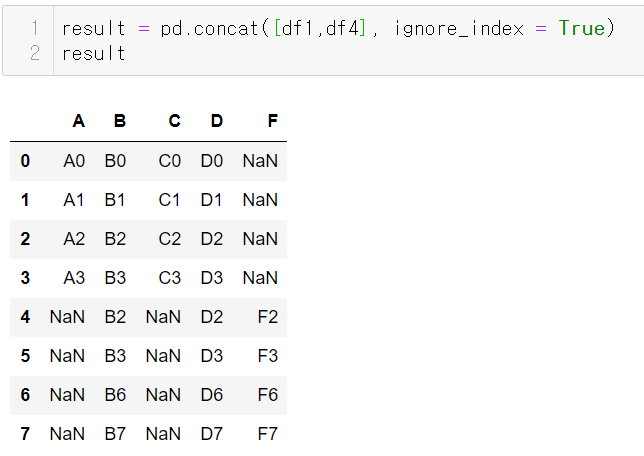 1 result = pd.concat([df1,df4], ignore_index = True)
2 result
A B C D F
0 A0 B0 C0 D0 NaN
1 A1 B1 C1 D1 NaN
2 A2 B2 C2 D2 NaN
3 A3 B3 C3 D3 NaN
4 NaN B2 NaN D2 F2
5 NaN B3 NaN D3 F3
6 NaN B6 NaN D6 F6
7 NaN B7 NaN D7 F7